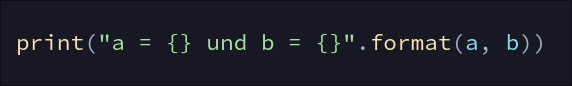 print("a = {} und b = {}".format(a, b))